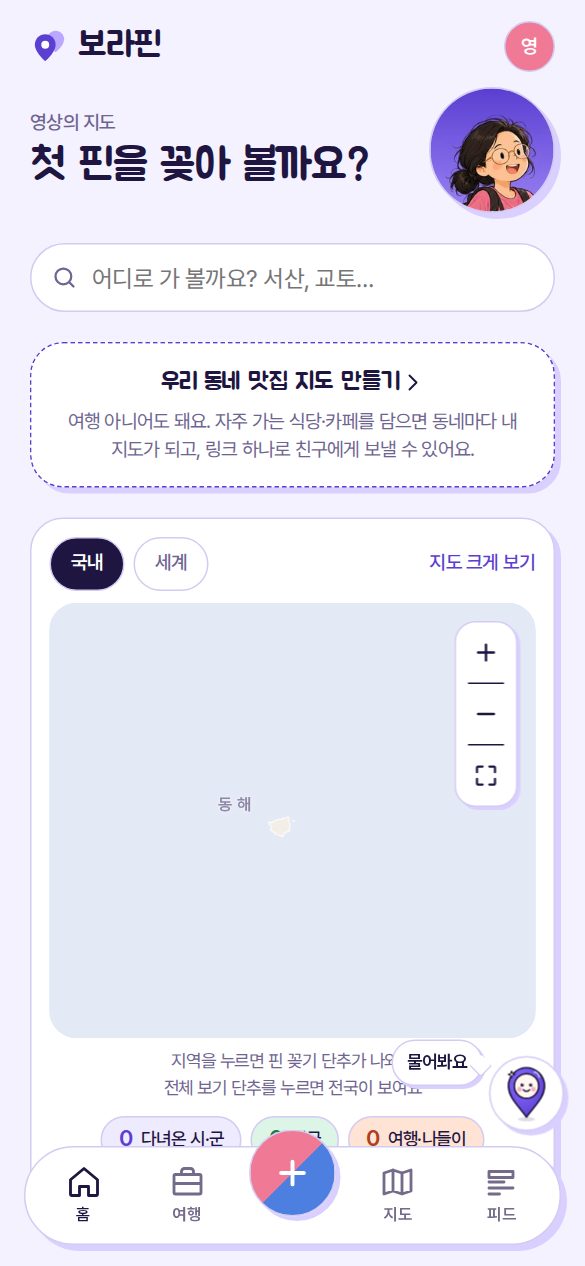 보라핀
영
영상의 지도
첫 핀을 꽂아 볼까요?
어디로 가 볼까요? 서산, 교토...
우리 동네 맛집 지도 만들기
여행 아니어도 돼요. 자주 가는 식당·카페를 담으면 동네마다 내
지도가 되고, 링크 하나로 친구에게 보낼 수 있어요.
국내
세계
지도 크게 보기
동 해
지역을 누르면 핀 꽂기 단추가
물어봐요
전체 보기 단추를 누르면 전국이 보여요
0 다녀온 시·군
0 여행·나들이
홈
여행
지도
피드